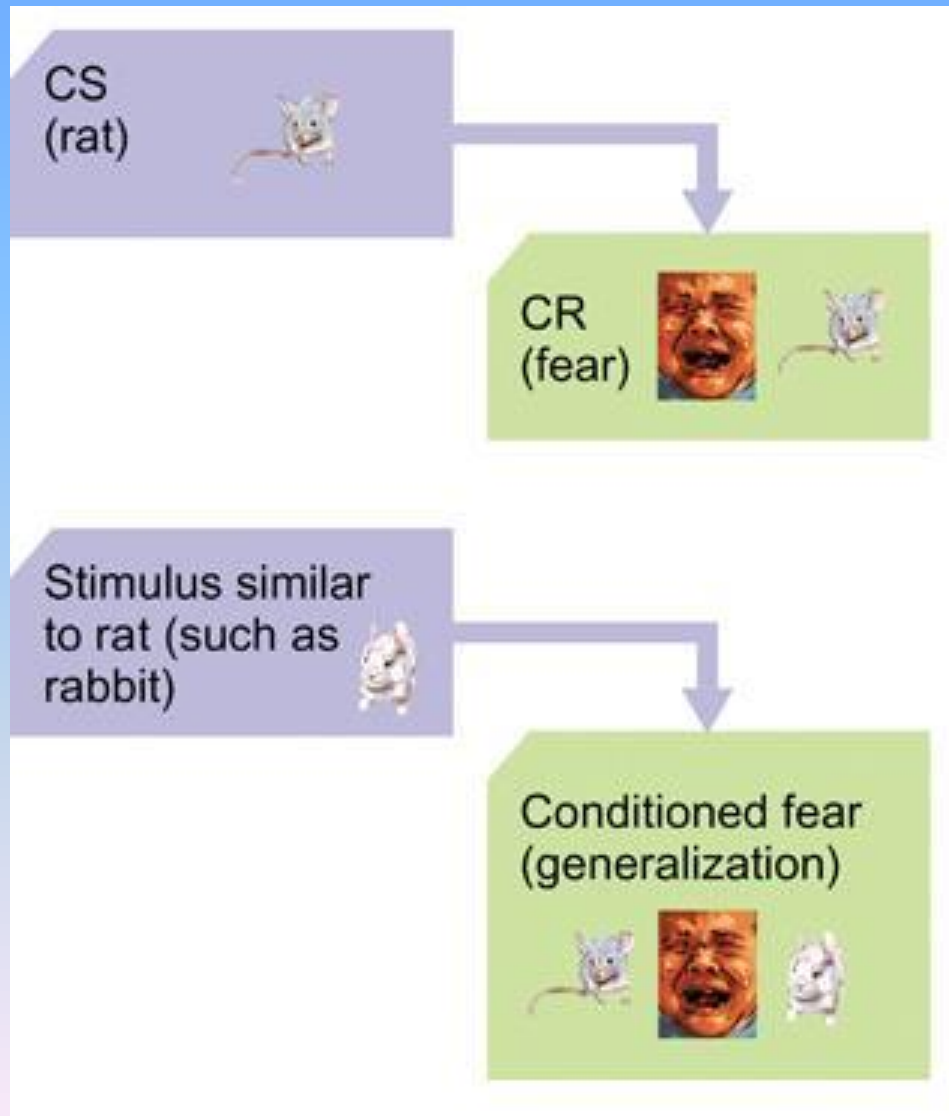 CS
(rat)
CR
(fear)
Stimulus similar
to rat (such as
rabbit)
Conditioned fear
(generalization)